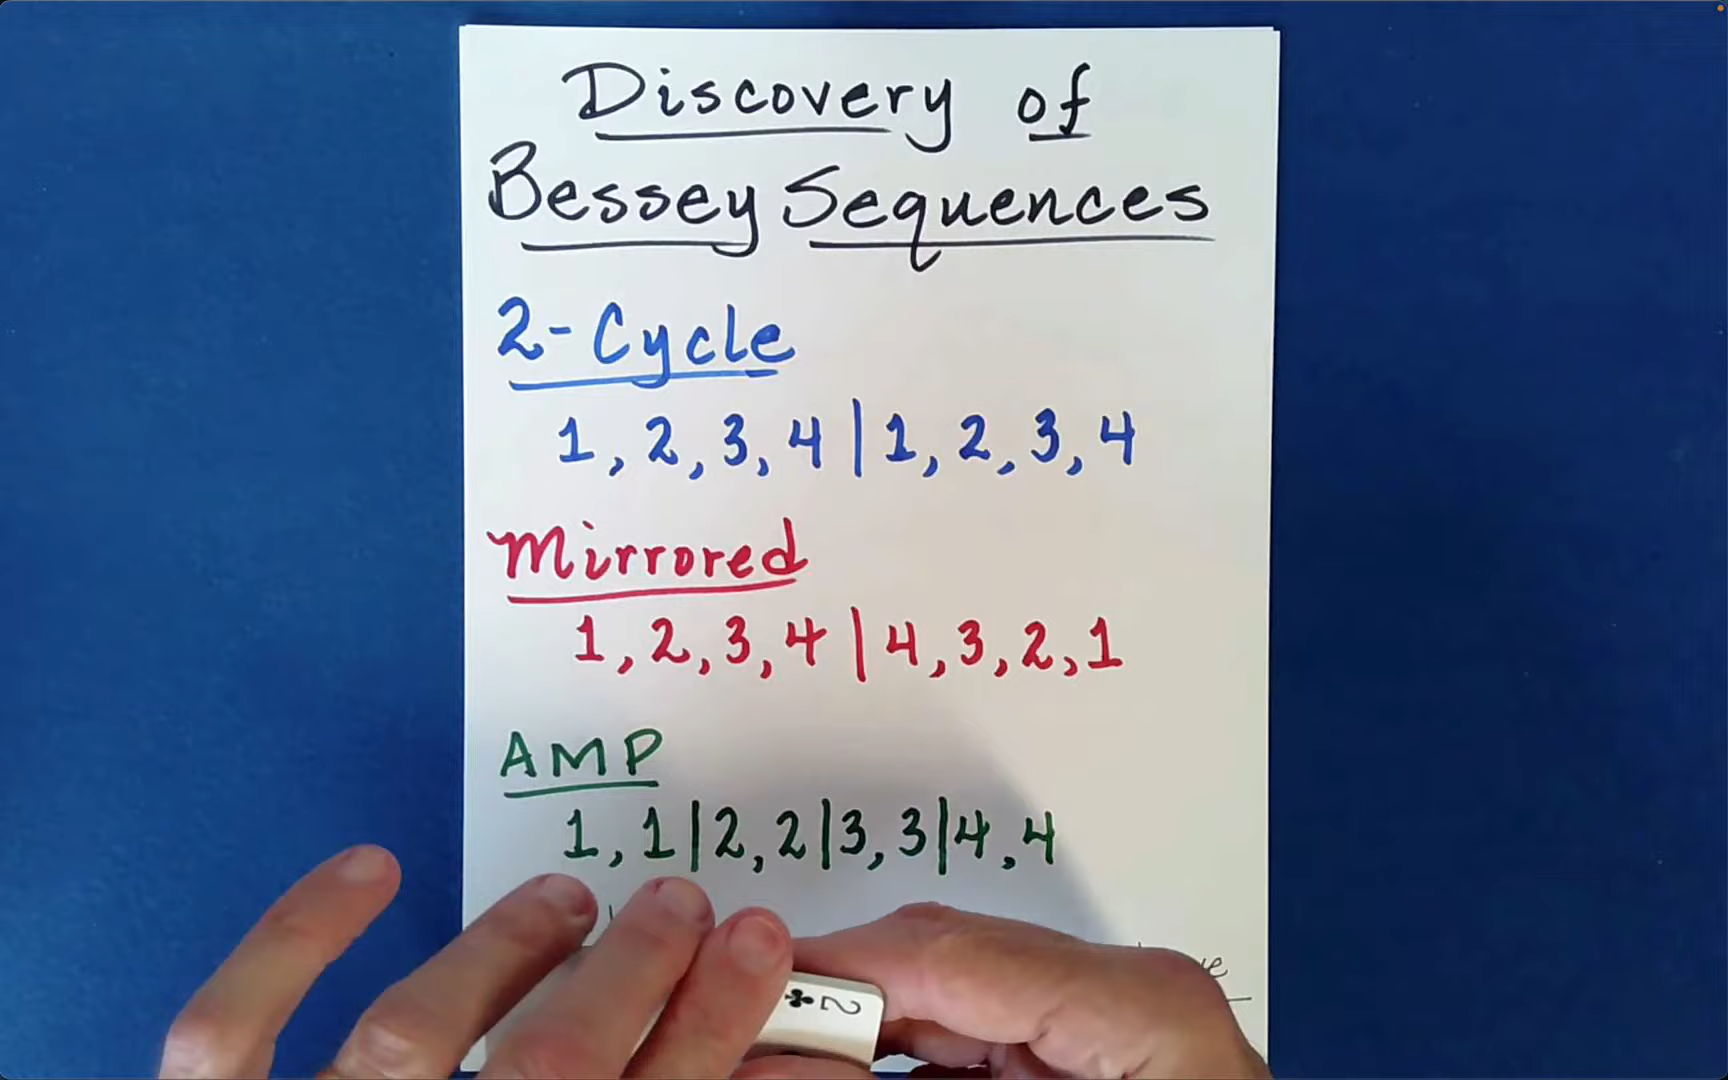 Discovery of
Bessey Sequences
2-Cycle
1, 2, 3, 4 | 1, 2, 3, 4
Mirrored
1, 2, 3, 4 | 4, 3, 2, 1
AMP
1, 1 | 2, 2 | 3, 3 | 4, 4
2♣